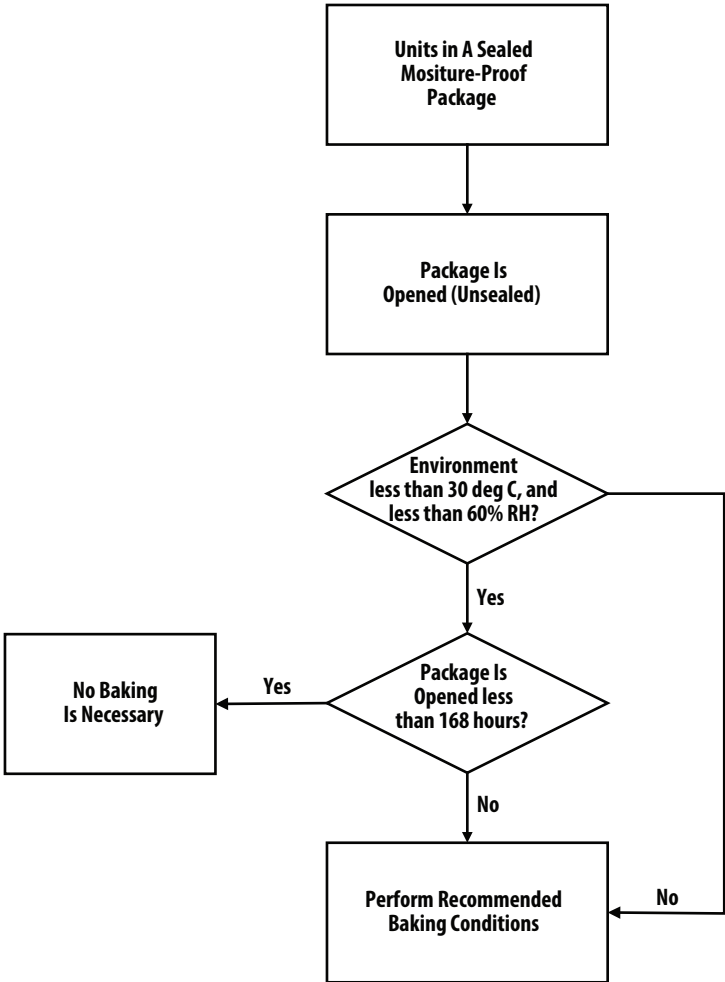 Units in A Sealed
Mositure-Proof
Package
Package Is
Opened (Unsealed)
Environment
less than 30 deg C, and
less than 60% RH?
Yes
Package Is
Opened less
than 168 hours?
Yes
No Baking
Is Necessary
No
Perform Recommended
Baking Conditions
No